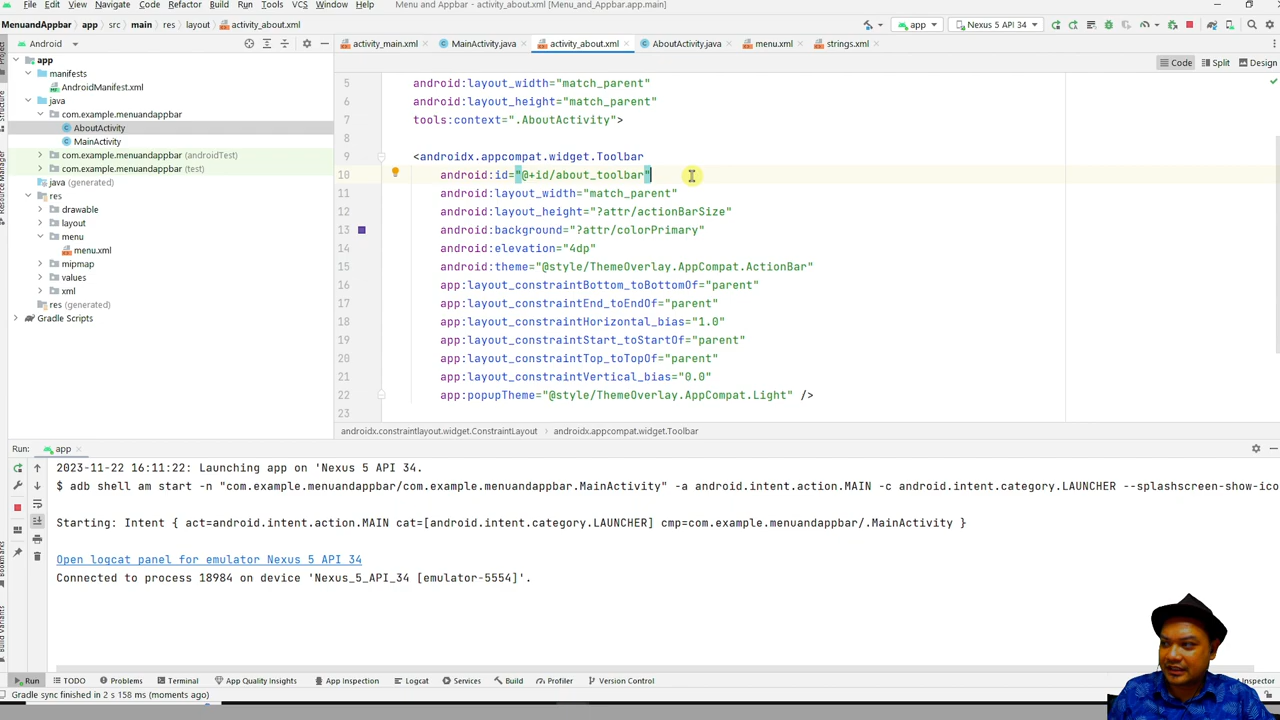 File Edit View Navigate Code Refactor Build Run Tools VCS Window Help Menu and Appbar - activity_about.xml [Menu_and_Appbar.app.main]
MenuandAppbar app src main res layout activity_about.xml app Nexus 5 API 34
Android activity_main.xml MainActivity.java activity_about.xml AboutActivity.java menu.xml strings.xml
Code Split Design
app
manifests
AndroidManifest.xml
java
com.example.menuandappbar
AboutActivity
MainActivity
com.example.menuandappbar (androidTest)
com.example.menuandappbar (test)
java (generated)
res
drawable
layout
menu
menu.xml
mipmap
values
xml
res (generated)
Gradle Scripts
Resource Manager
5 android:layout_width="match_parent"
6 android:layout_height="match_parent"
7 tools:context=".AboutActivity">
8
9 <androidx.appcompat.widget.Toolbar
10 android:id="@+id/about_toolbar"
11 android:layout_width="match_parent"
12 android:layout_height="?attr/actionBarSize"
13 android:background="?attr/colorPrimary"
14 android:elevation="4dp"
15 android:theme="@style/ThemeOverlay.AppCompat.ActionBar"
16 app:layout_constraintBottom_toBottomOf="parent"
17 app:layout_constraintEnd_toEndOf="parent"
18 app:layout_constraintHorizontal_bias="1.0"
19 app:layout_constraintStart_toStartOf="parent"
20 app:layout_constraintTop_toTopOf="parent"
21 app:layout_constraintVertical_bias="0.0"
22 app:popupTheme="@style/ThemeOverlay.AppCompat.Light" />
23
androidx.constraintlayout.widget.ConstraintLayout androidx.appcompat.widget.Toolbar
Run: app
2023-11-22 16:11:22: Launching app on 'Nexus 5 API 34.
$ adb shell am start -n "com.example.menuandappbar/com.example.menuandappbar.MainActivity" -a android.intent.action.MAIN -c android.intent.category.LAUNCHER --splashscreen-show-ico
Starting: Intent { act=android.intent.action.MAIN cat=[android.intent.category.LAUNCHER] cmp=com.example.menuandappbar/.MainActivity }
Open logcat panel for emulator Nexus 5 API 34
Connected to process 18984 on device 'Nexus_5_API_34 [emulator-5554]'.
Bookmarks
Build Variants
Run TODO Problems Terminal App Quality Insights App Inspection Logcat Services Build Profiler Version Control Inspector
Gradle sync finished in 2 s 158 ms (moments ago)